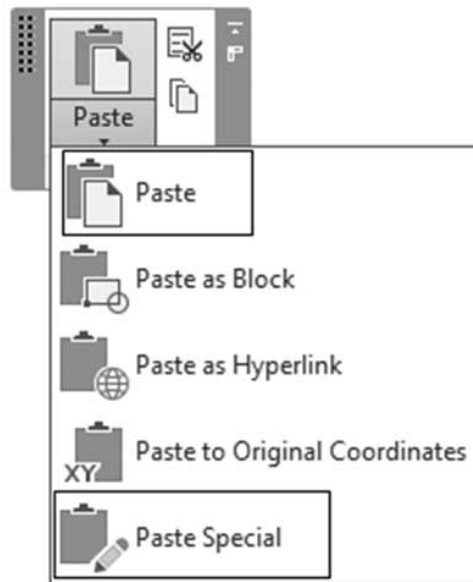 Paste
Paste
Paste as Block
Paste as Hyperlink
XY Paste to Original Coordinates
Paste Special